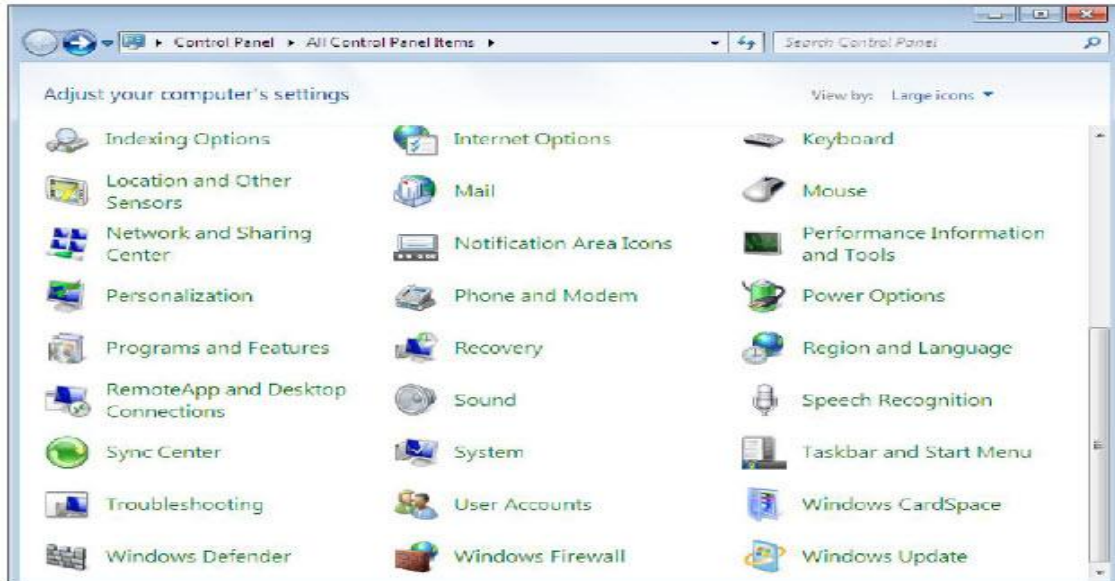 Control Panel All Control Panel Items Search Control Panel
Adjust your computer's settings View by: Large icons
Indexing Options Internet Options Keyboard
Location and Other Sensors Mail Mouse
Network and Sharing Center Notification Area Icons Performance Information and Tools
Personalization Phone and Modem Power Options
Programs and Features Recovery Region and Language
RemoteApp and Desktop Connections Sound Speech Recognition
Sync Center System Taskbar and Start Menu
Troubleshooting User Accounts Windows CardSpace
Windows Defender Windows Firewall Windows Update